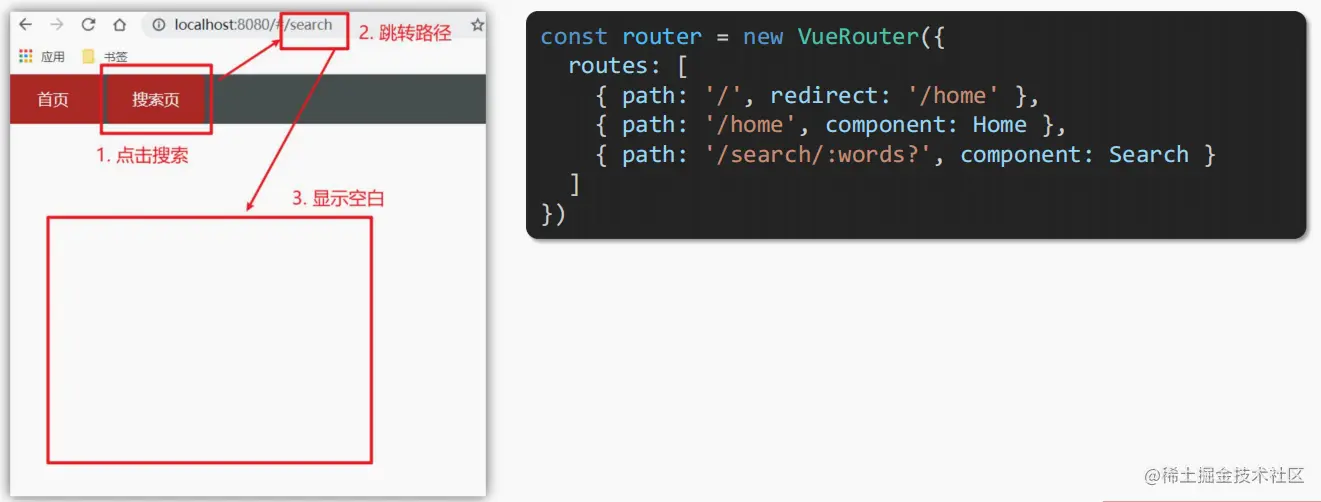 localhost:8080/#/search
2. 跳转路径
应用
书签
首页
搜索页
1. 点击搜索
3. 显示空白
const router = new VueRouter({
  routes: [
    { path: '/', redirect: '/home' },
    { path: '/home', component: Home },
    { path: '/search/:words?', component: Search }
  ]
})
@稀土掘金技术社区